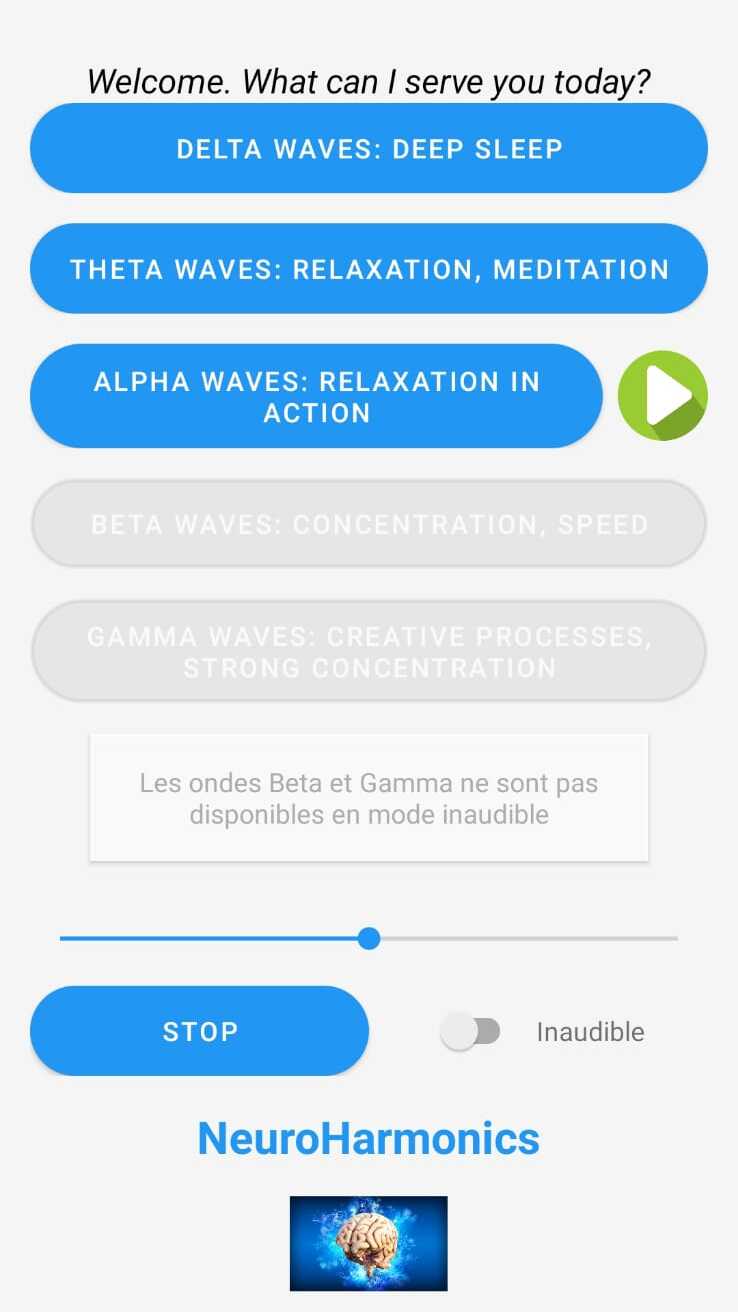 Welcome. What can I serve you today?
DELTA WAVES: DEEP SLEEP
THETA WAVES: RELAXATION, MEDITATION
ALPHA WAVES: RELAXATION IN
ACTION
BETA WAVES: CONCENTRATION, SPEED
GAMMA WAVES: CREATIVE PROCESSES,
STRONG CONCENTRATION
Les ondes Beta et Gamma ne sont pas
disponibles en mode inaudible
STOP
Inaudible
NeuroHarmonics